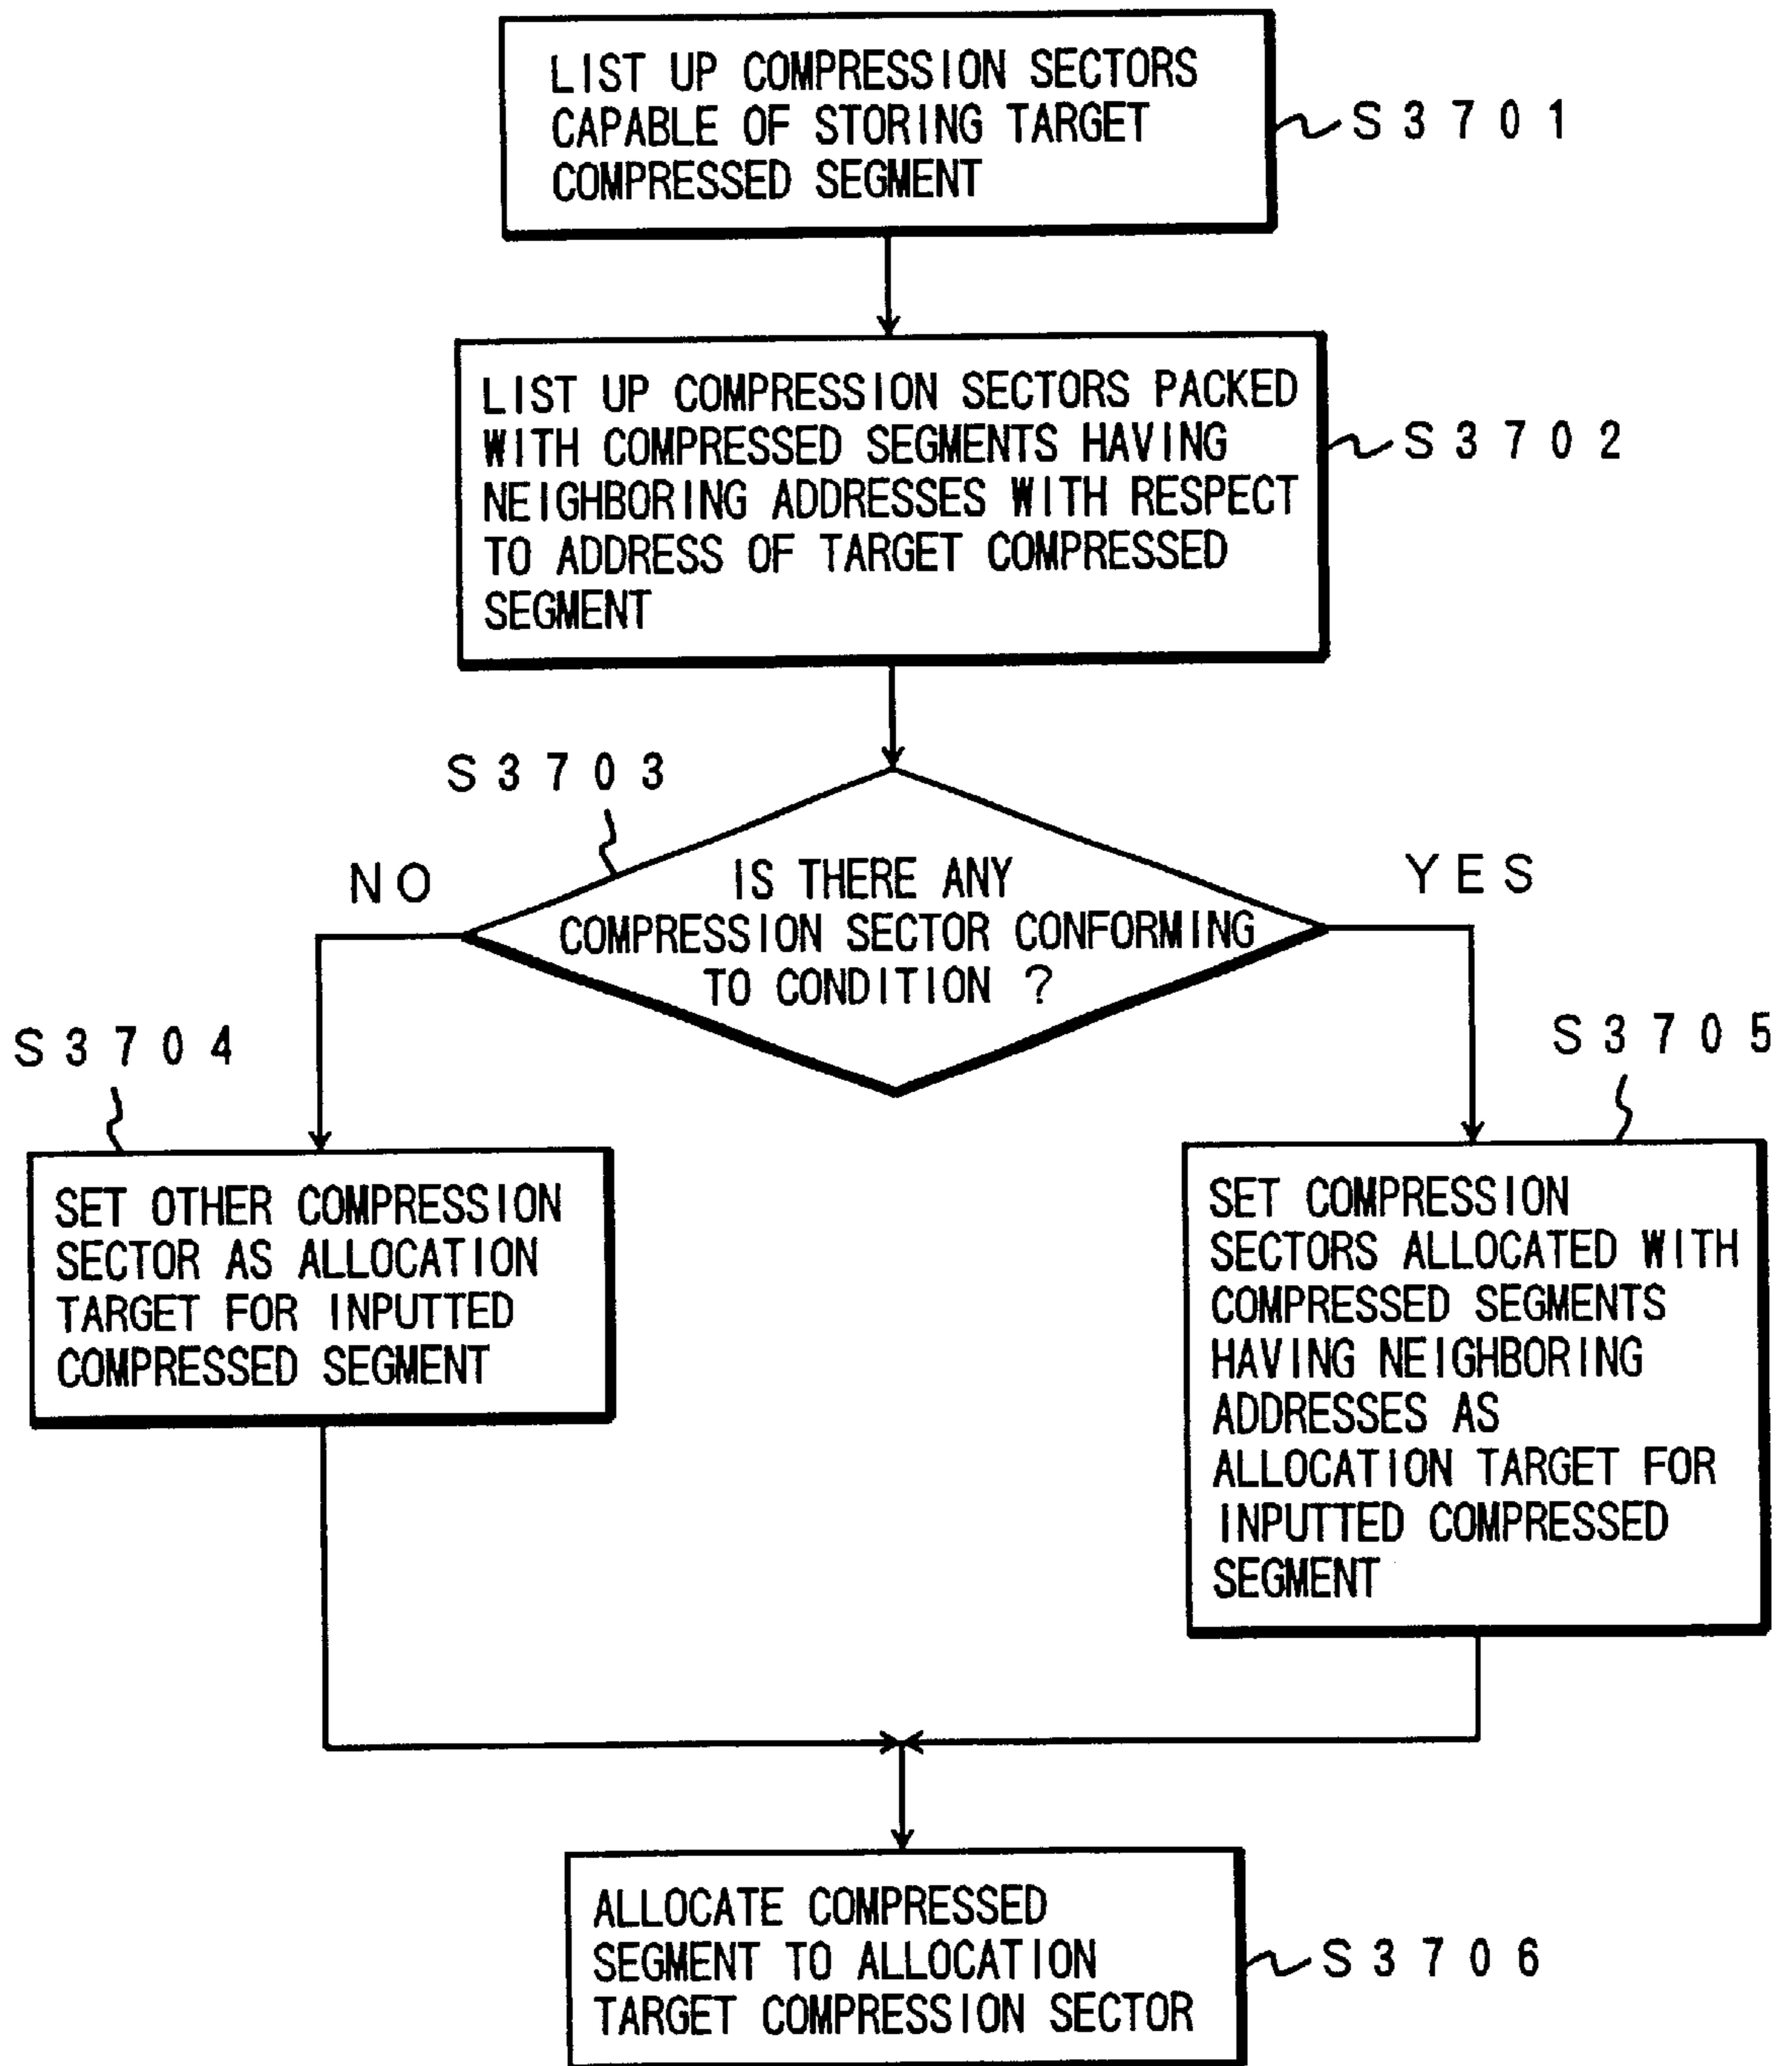 LIST UP COMPRESSION SECTORS
CAPABLE OF STORING TARGET
COMPRESSED SEGMENT
S3701
LIST UP COMPRESSION SECTORS PACKED
WITH COMPRESSED SEGMENTS HAVING
NEIGHBORING ADDRESSES WITH RESPECT
TO ADDRESS OF TARGET COMPRESSED
SEGMENT
S3702
S3703
IS THERE ANY
COMPRESSION SECTOR CONFORMING
TO CONDITION ?
NO
YES
S3704
SET OTHER COMPRESSION
SECTOR AS ALLOCATION
TARGET FOR INPUTTED
COMPRESSED SEGMENT
S3705
SET COMPRESSION
SECTORS ALLOCATED WITH
COMPRESSED SEGMENTS
HAVING NEIGHBORING
ADDRESSES AS
ALLOCATION TARGET FOR
INPUTTED COMPRESSED
SEGMENT
ALLOCATE COMPRESSED
SEGMENT TO ALLOCATION
TARGET COMPRESSION SECTOR
S3706